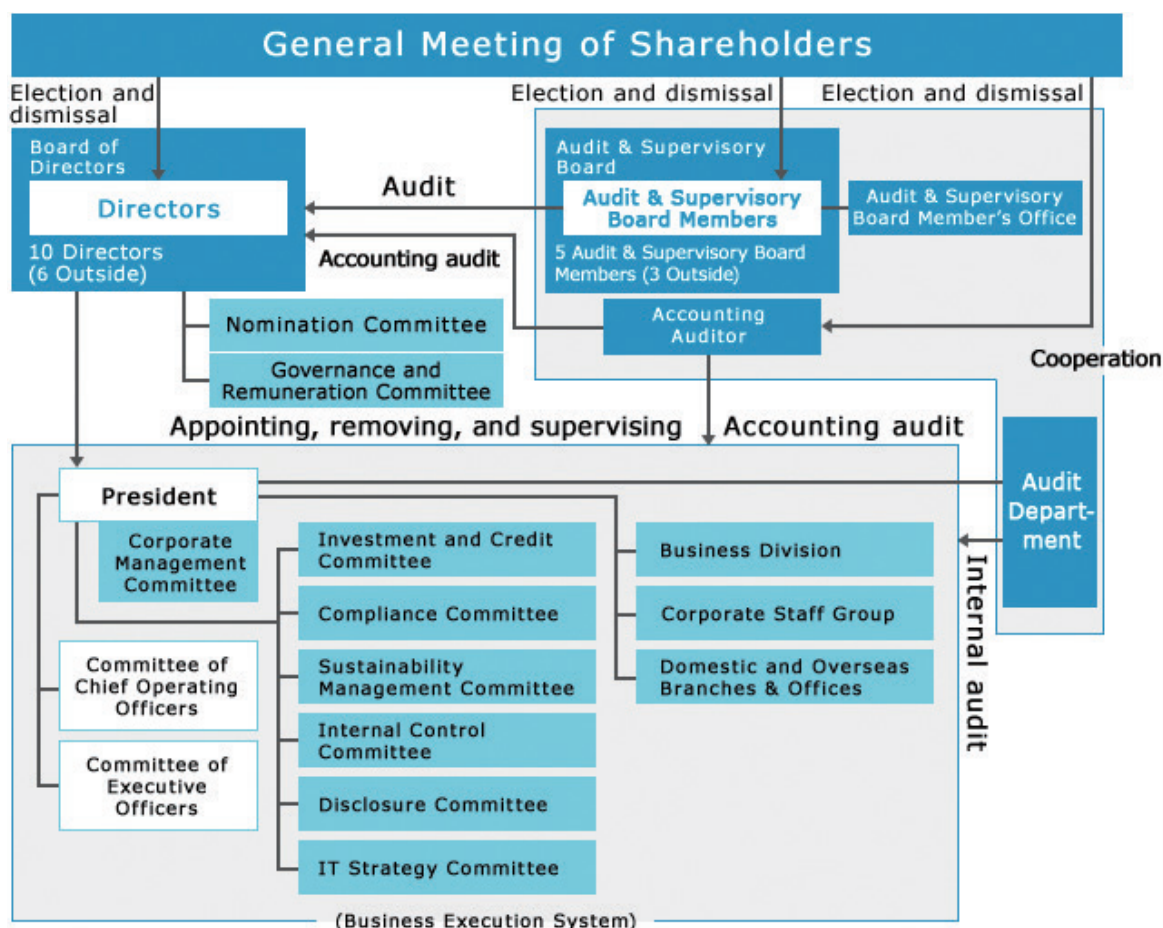 General Meeting of Shareholders
Election and
dismissal
Election and dismissal
Election and dismissal
Board of
Directors
Directors
10 Directors
(6 Outside)
Audit
Accounting audit
Audit & Supervisory
Board
Audit & Supervisory
Board Members
5 Audit & Supervisory Board
Members (3 Outside)
Audit & Supervisory
Board Member's Office
Accounting
Auditor
Nomination Committee
Governance and
Remuneration Committee
Cooperation
Appointing, removing, and supervising
Accounting audit
President
Corporate
Management
Committee
Committee of
Chief Operating
Officers
Committee of
Executive
Officers
Investment and Credit
Committee
Compliance Committee
Sustainability
Management Committee
Internal Control
Committee
Disclosure Committee
IT Strategy Committee
Business Division
Corporate Staff Group
Domestic and Overseas
Branches & Offices
Audit
Depart-
ment
Internal audit
(Business Execution System)